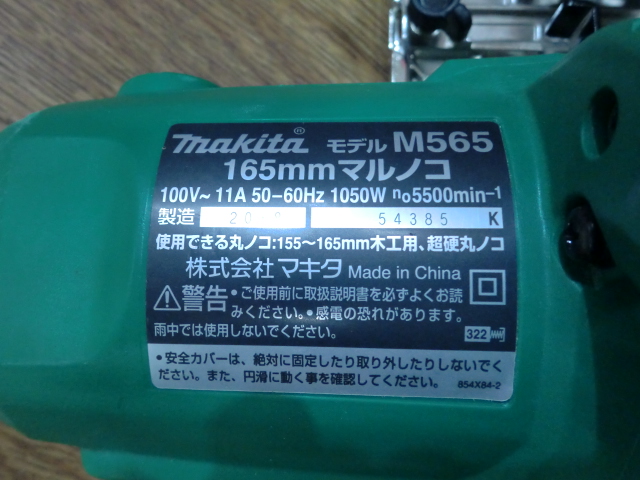 makita® モデル M565
165mmマルノコ
100V～ 11A 50-60Hz 1050W n₀5500min⁻¹
製造 54385 K
使用できる丸ノコ:155～165mm木工用、超硬丸ノコ
株式会社 マキタ Made in China
⚠警告・ご使用前に取扱説明書を必ずよくお読
みください。・感電の恐れがあります。
雨中では使用しないでください。
322
・安全カバーは、絶対に固定したり取り外したりしないでく
ださい。また、円滑に動く事を確認してください。
854X84-2